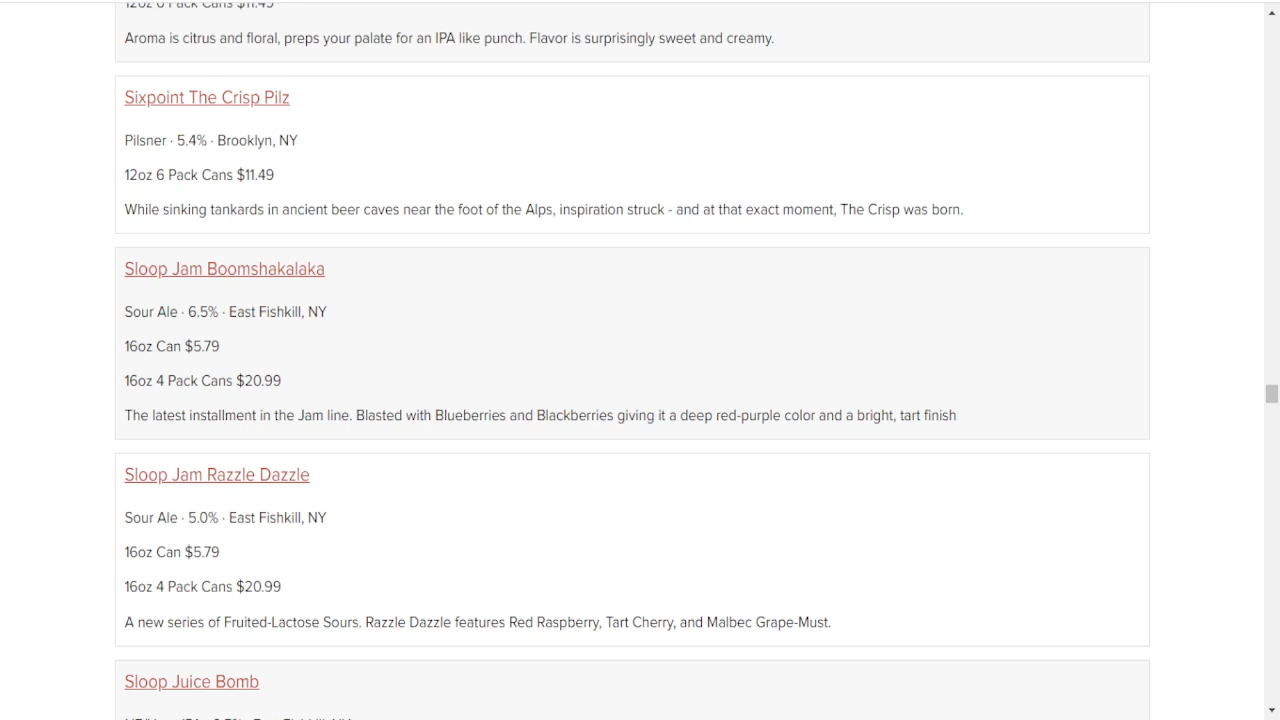 12oz 6 Pack Cans $11.49
Aroma is citrus and floral, preps your palate for an IPA like punch. Flavor is surprisingly sweet and creamy.
Sixpoint The Crisp Pilz
Pilsner · 5.4% · Brooklyn, NY
12oz 6 Pack Cans $11.49
While sinking tankards in ancient beer caves near the foot of the Alps, inspiration struck - and at that exact moment, The Crisp was born.
Sloop Jam Boomshakalaka
Sour Ale · 6.5% · East Fishkill, NY
16oz Can $5.79
16oz 4 Pack Cans $20.99
The latest installment in the Jam line. Blasted with Blueberries and Blackberries giving it a deep red-purple color and a bright, tart finish
Sloop Jam Razzle Dazzle
Sour Ale · 5.0% · East Fishkill, NY
16oz Can $5.79
16oz 4 Pack Cans $20.99
A new series of Fruited-Lactose Sours. Razzle Dazzle features Red Raspberry, Tart Cherry, and Malbec Grape-Must.
Sloop Juice Bomb